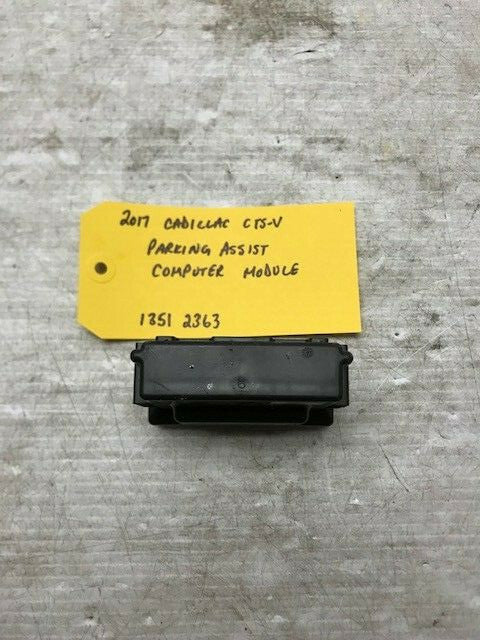 2017 CADILLAC CTS-V
PARKING ASSIST
COMPUTER MODULE
1351 2363